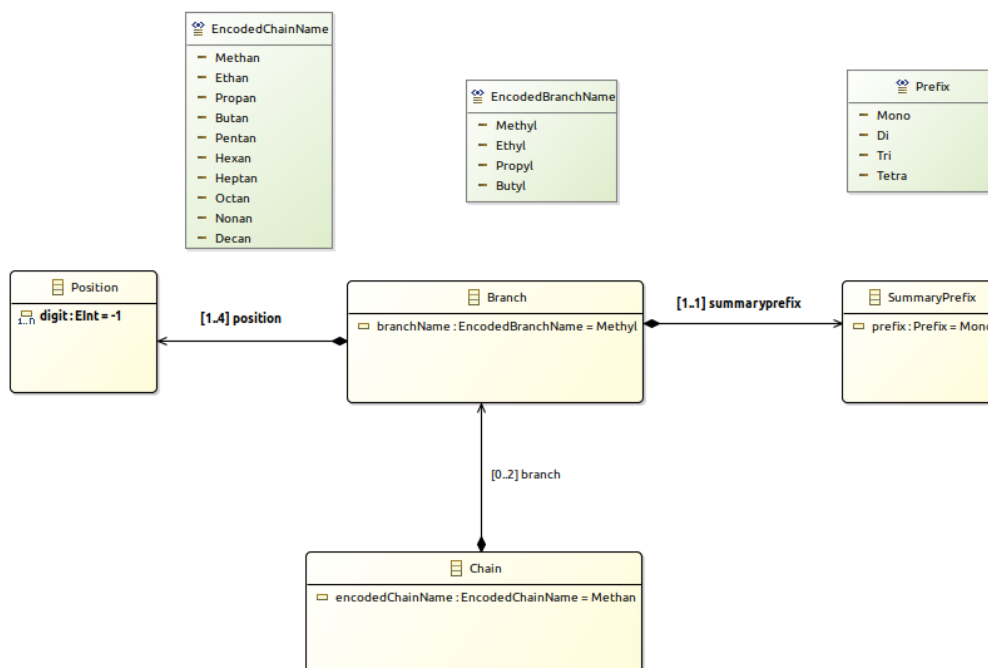 EncodedChainName
Methan
Ethan
Propan
Butan
Pentan
Hexan
Heptan
Octan
Nonan
Decan
EncodedBranchName
Methyl
Ethyl
Propyl
Butyl
Prefix
Mono
Di
Tri
Tetra
Position
1..n digit : EInt = -1
[1..4] position
Branch
branchName : EncodedBranchName = Methyl
[1..1] summaryprefix
SummaryPrefix
prefix : Prefix = Mono
[0..2] branch
Chain
encodedChainName : EncodedChainName = Methan